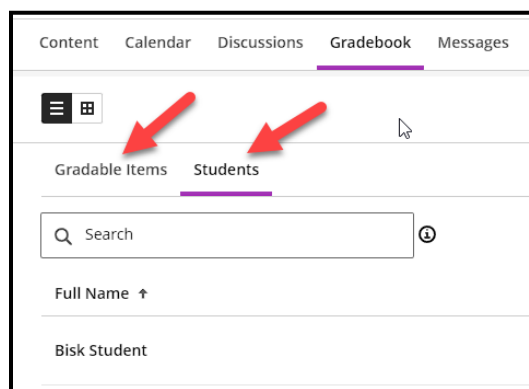 Content Calendar Discussions Gradebook Messages
Gradable Items Students
Search
Full Name ↑
Bisk Student